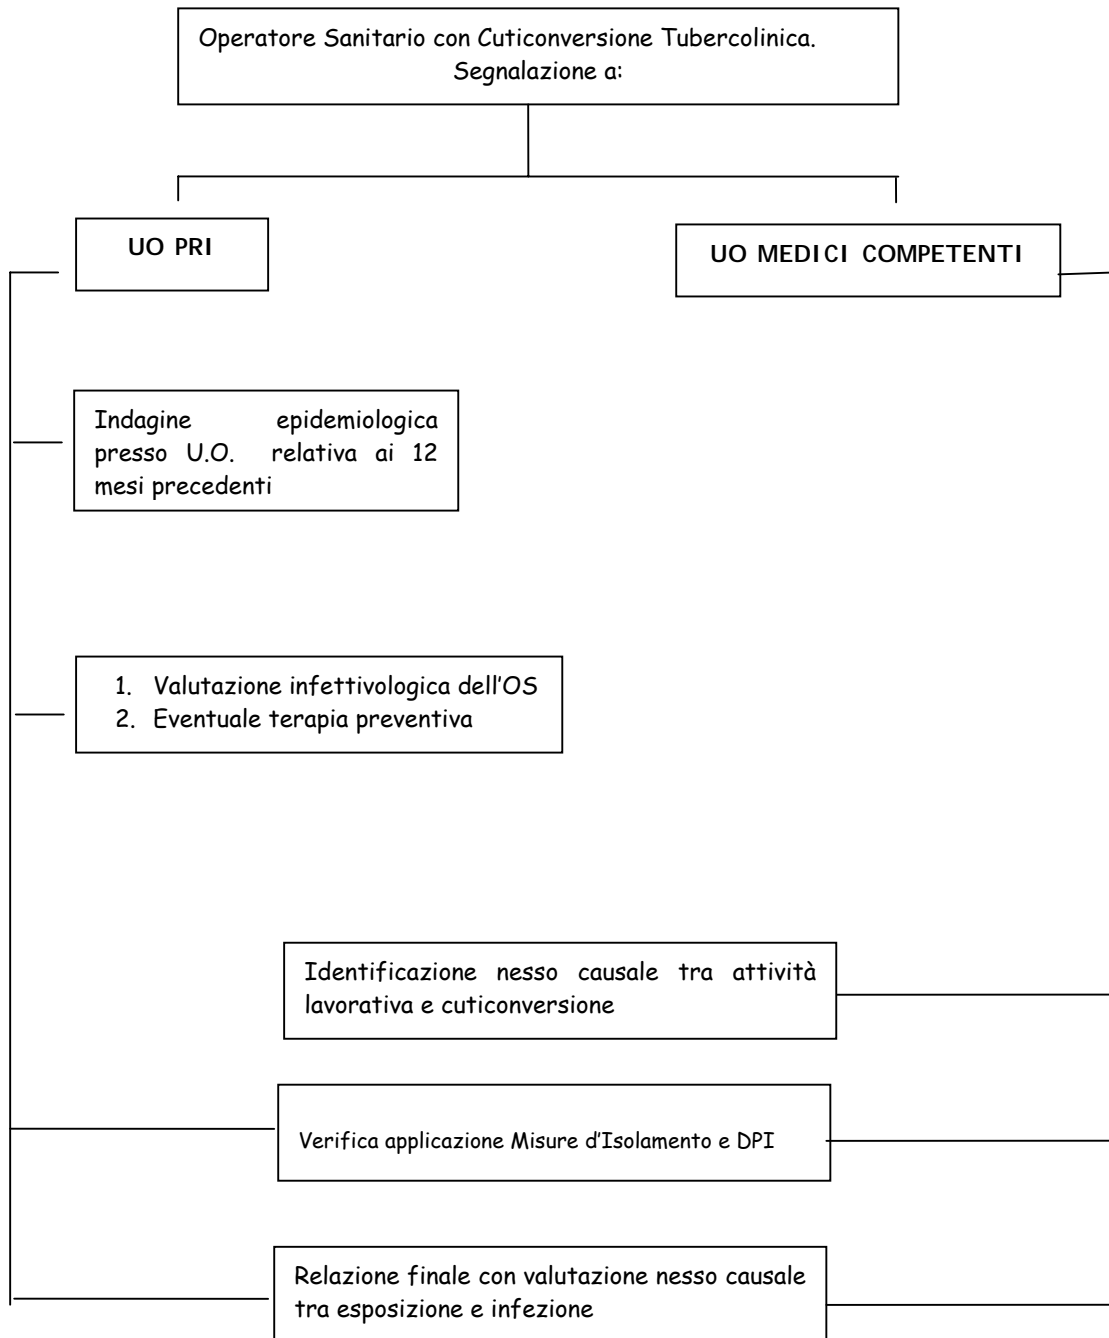 Operatore Sanitario con Cuticonversione Tubercolinica.
Segnalazione a:
UO PRI
UO MEDICI COMPETENTI
Indagine epidemiologica
presso U.O. relativa ai 12
mesi precedenti
1. Valutazione infettivologica dell'OS
2. Eventuale terapia preventiva
Identificazione nesso causale tra attività
lavorativa e cuticonversione
Verifica applicazione Misure d'Isolamento e DPI
Relazione finale con valutazione nesso causale
tra esposizione e infezione